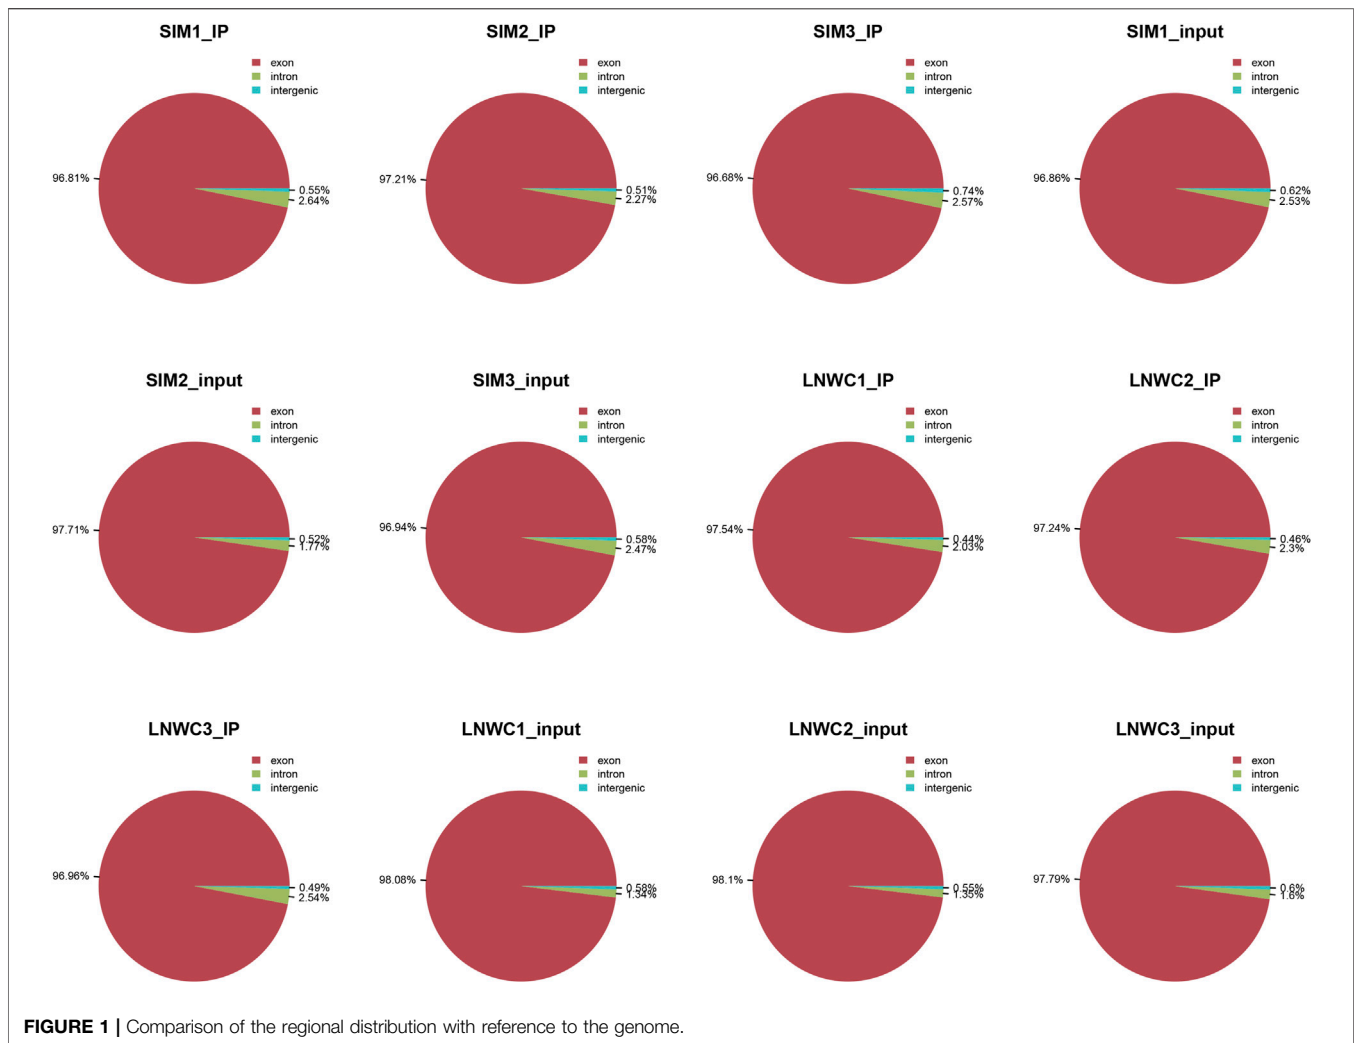 SIM1_IP
exon
intron
intergenic
96.81%
0.55%
2.64%
SIM2_IP
exon
intron
intergenic
97.21%
0.51%
2.27%
SIM3_IP
exon
intron
intergenic
96.68%
0.74%
2.57%
SIM1_input
exon
intron
intergenic
96.86%
0.62%
2.53%
SIM2_input
exon
intron
intergenic
97.71%
0.52%
1.77%
SIM3_input
exon
intron
intergenic
96.94%
0.58%
2.47%
LNWC1_IP
exon
intron
intergenic
97.54%
0.44%
2.03%
LNWC2_IP
exon
intron
intergenic
97.24%
0.46%
2.3%
LNWC3_IP
exon
intron
intergenic
96.96%
0.49%
2.54%
LNWC1_input
exon
intron
intergenic
98.08%
0.58%
1.34%
LNWC2_input
exon
intron
intergenic
98.1%
0.55%
1.35%
LNWC3_input
exon
intron
intergenic
97.79%
0.6%
1.6%
FIGURE 1 | Comparison of the regional distribution with reference to the genome.